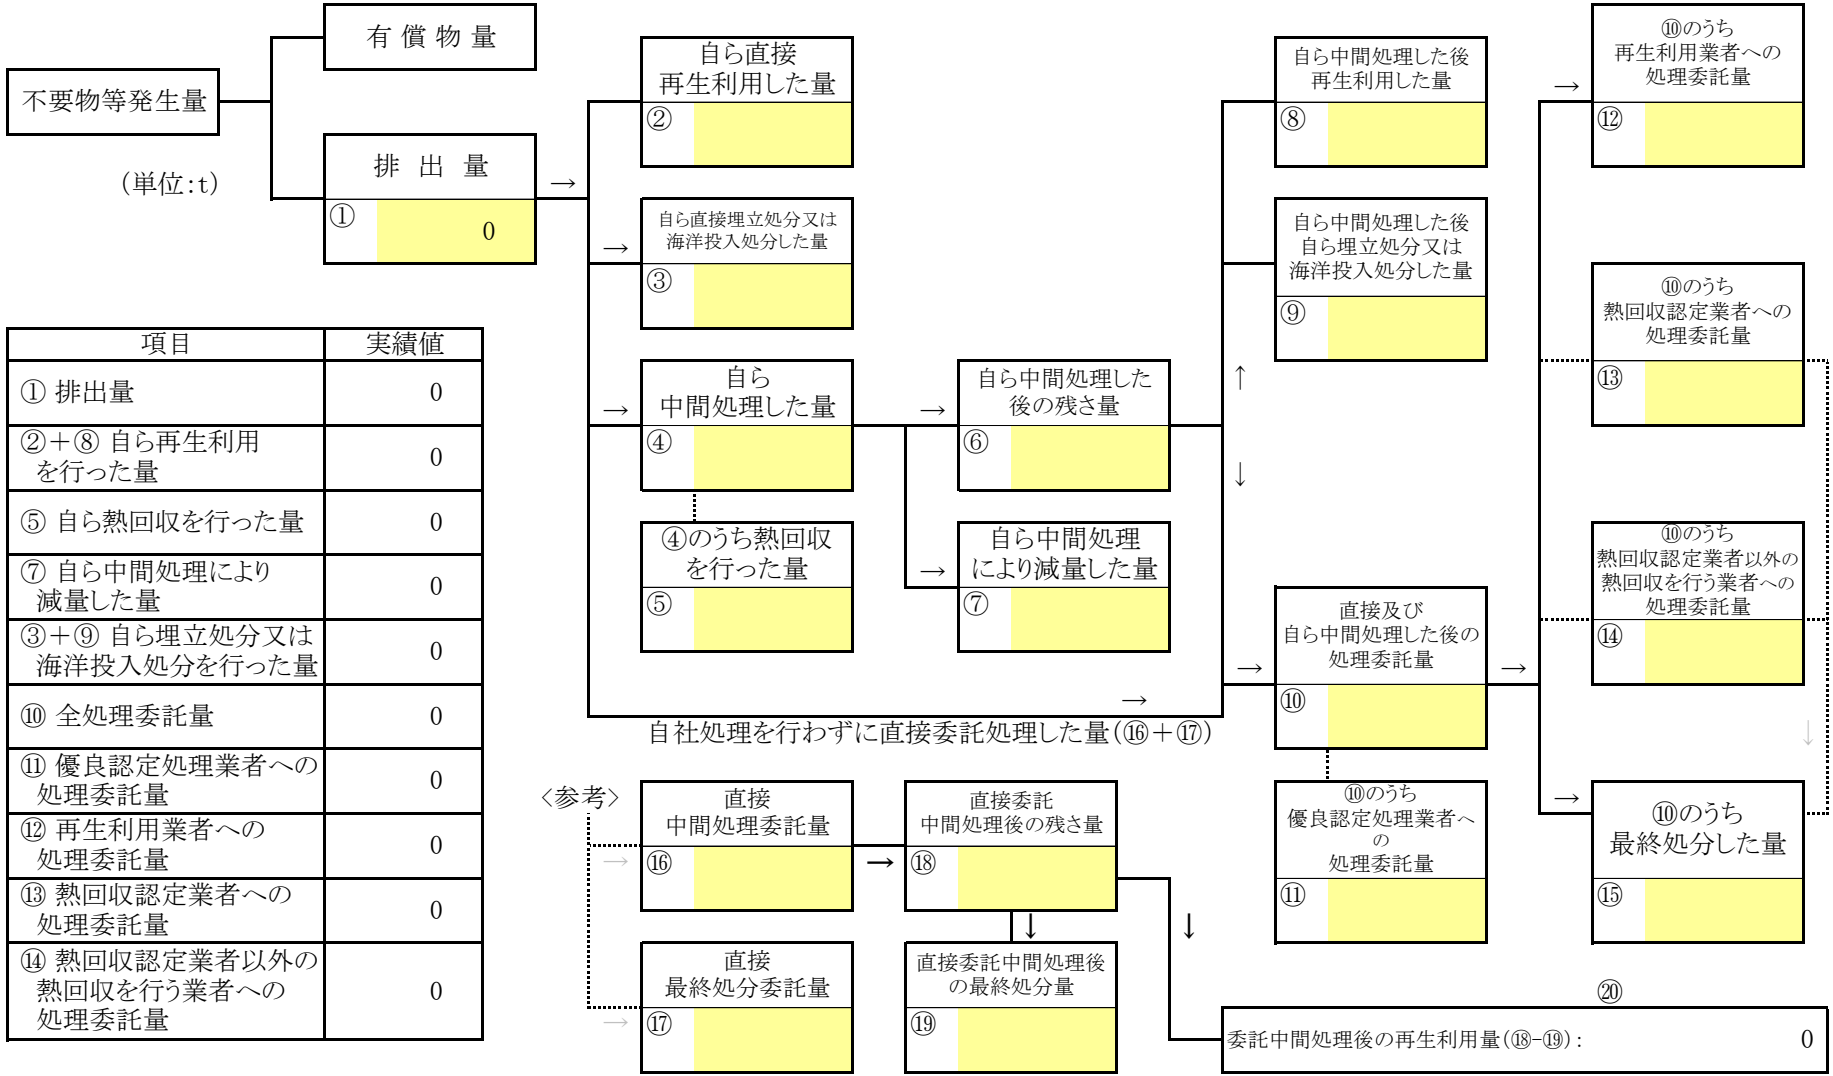 不要物等発生量
(単位:t)
有 償 物 量
排 出 量
①
0
→
自ら直接
再生利用した量
②
→
自ら直接埋立処分又は
海洋投入処分した量
③
→
自ら
中間処理した量
④
④のうち熱回収
を行った量
⑤
→
自ら中間処理した
後の残さ量
⑥
→
自ら中間処理
により減量した量
⑦
自ら中間処理した後
再生利用した量
⑧
自ら中間処理した後
自ら埋立処分又は
海洋投入処分した量
⑨
↑
↓
→
自社処理を行わずに直接委託処理した量(⑯+⑰)
→
直接及び
自ら中間処理した後の
処理委託量
⑩
⑩のうち
優良認定処理業者へ
の
処理委託量
⑪
→
→
⑩のうち
再生利用業者への
処理委託量
⑫
⑩のうち
熱回収認定業者への
処理委託量
⑬
⑩のうち
熱回収認定業者以外の
熱回収を行う業者への
処理委託量
⑭
↓
→
⑩のうち
最終処分した量
⑮
項目 実績値
① 排出量 0
②+⑧ 自ら再生利用
を行った量 0
⑤ 自ら熱回収を行った量 0
⑦ 自ら中間処理により
減量した量 0
③+⑨ 自ら埋立処分又は
海洋投入処分を行った量 0
⑩ 全処理委託量 0
⑪ 優良認定処理業者への
処理委託量 0
⑫ 再生利用業者への
処理委託量 0
⑬ 熱回収認定業者への
処理委託量 0
⑭ 熱回収認定業者以外の
熱回収を行う業者への
処理委託量 0
〈参考〉
→
直接
中間処理委託量
⑯
→
直接
最終処分委託量
⑰
→
直接委託
中間処理後の残さ量
⑱
↓
直接委託中間処理後
の最終処分量
⑲
↓
⑳
委託中間処理後の再生利用量(⑱-⑲): 0